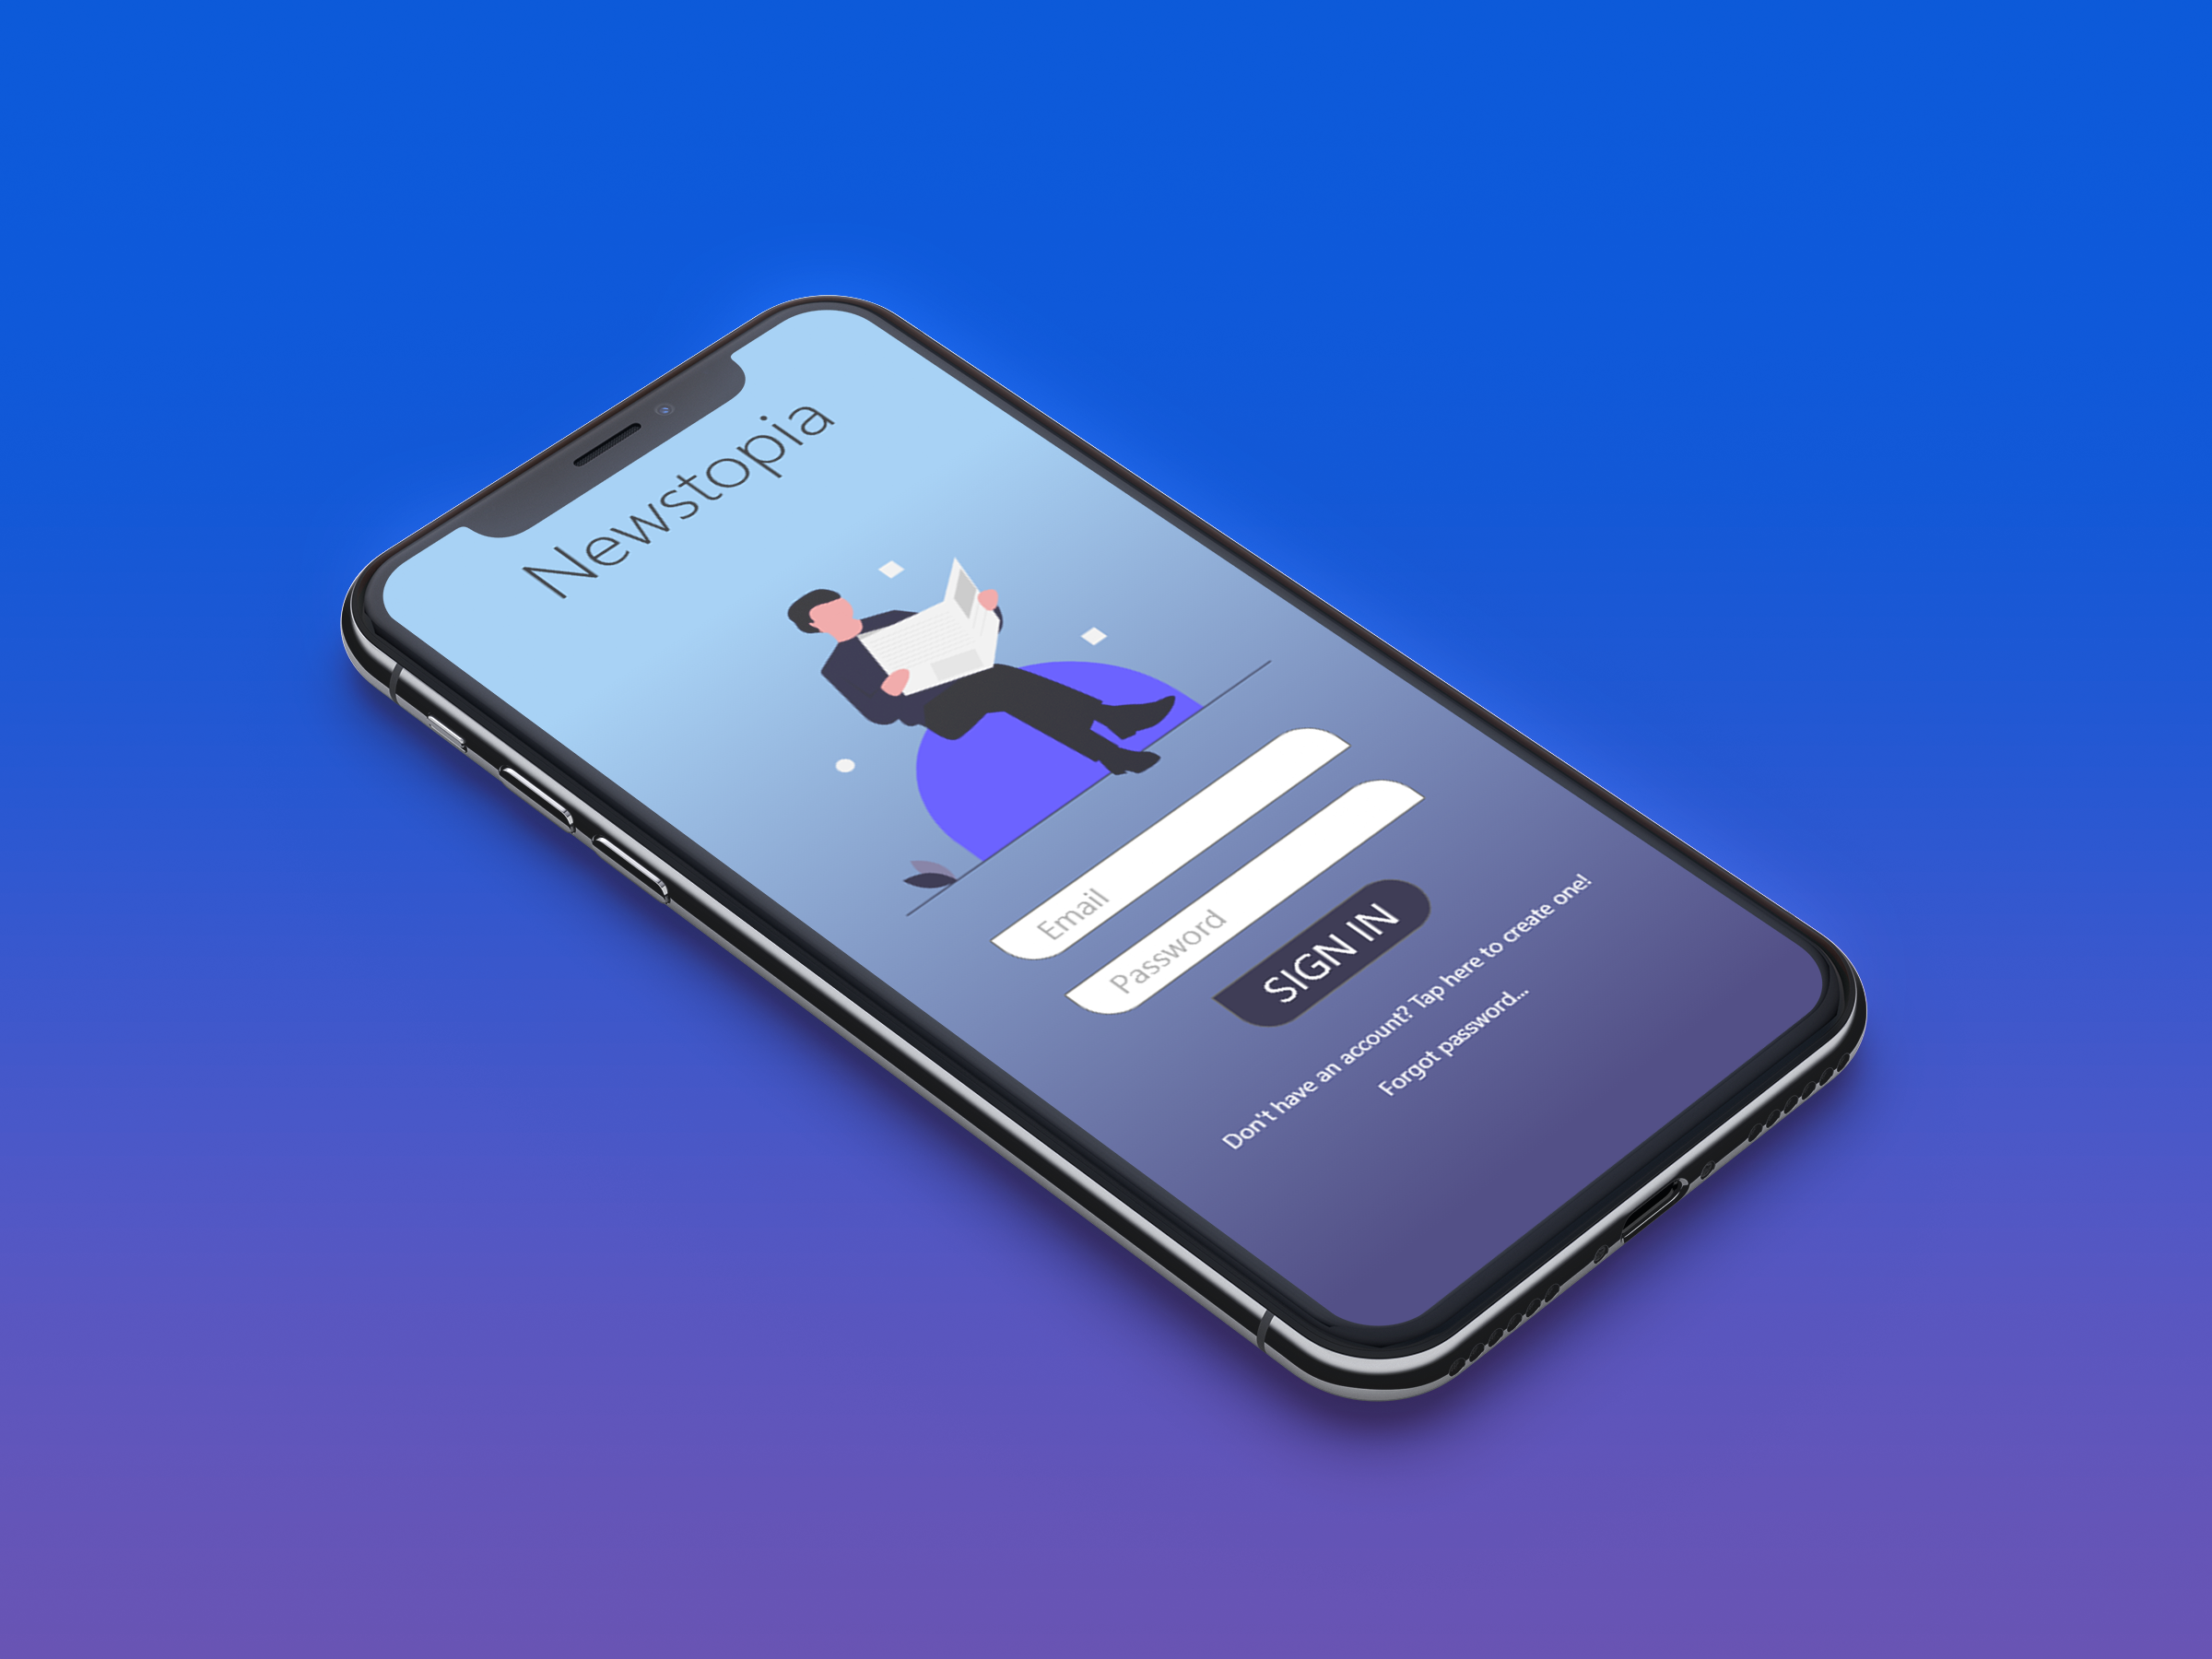 Newstopia
Email
Password
SIGN IN
Don't have an account? Tap here to create one!
Forgot password...